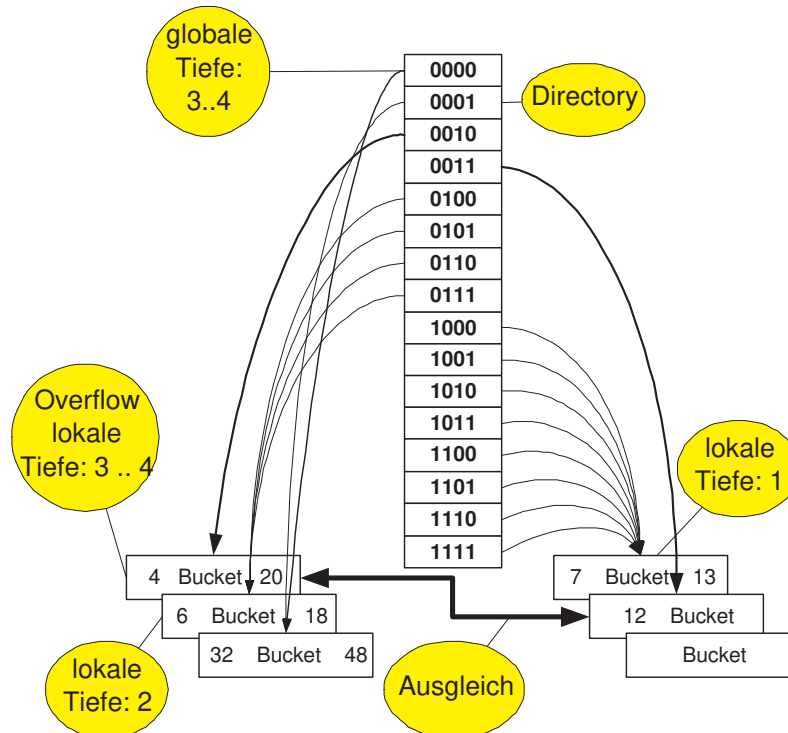 globale
Tiefe:
3..4
0000
0001
Directory
0010
0011
0100
0101
0110
0111
1000
1001
1010
1011
1100
1101
1110
1111
Overflow
lokale
Tiefe: 3 .. 4
lokale
Tiefe: 1
4 Bucket 20
7 Bucket 13
6 Bucket 18
12 Bucket
32 Bucket 48
Bucket
lokale
Tiefe: 2
Ausgleich